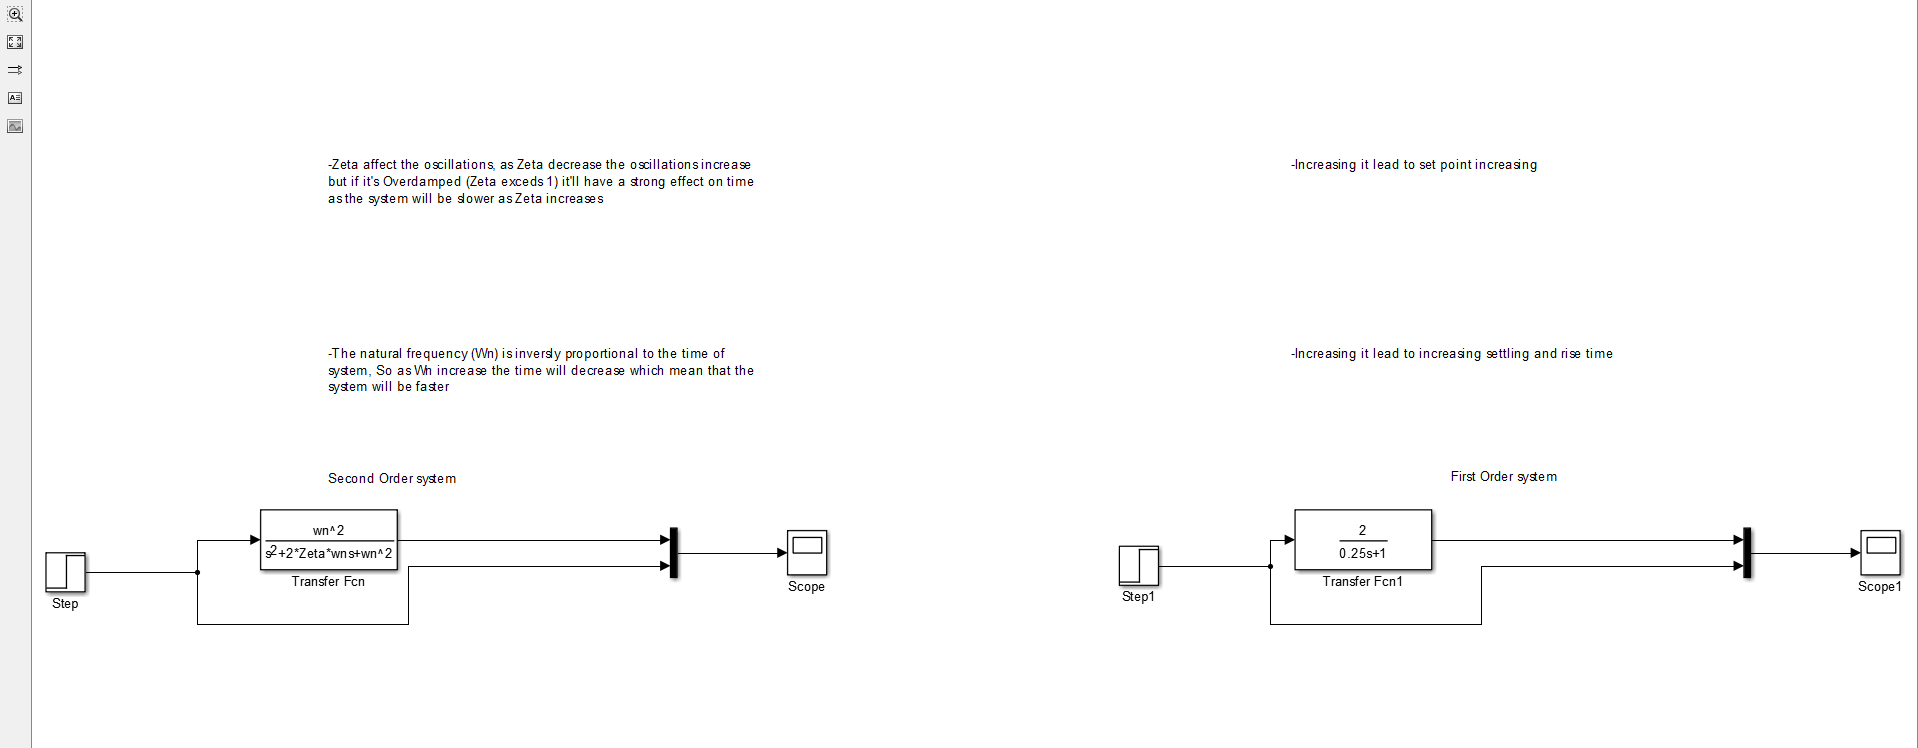 -Zeta affect the oscillations, as Zeta decrease the oscillations increase
but if it's Overdamped (Zeta exceds 1) it'll have a strong effect on time
as the system will be slower as Zeta increases
-Increasing it lead to set point increasing
-The natural frequency (Wn) is inversly proportional to the time of
system, So as Wn increase the time will decrease which mean that the
system will be faster
-Increasing it lead to increasing settling and rise time
Second Order system
wn^2
s^2+2*Zeta*wns+wn^2
Transfer Fcn
Step
Scope
First Order system
2
0.25s+1
Transfer Fcn1
Step1
Scope1